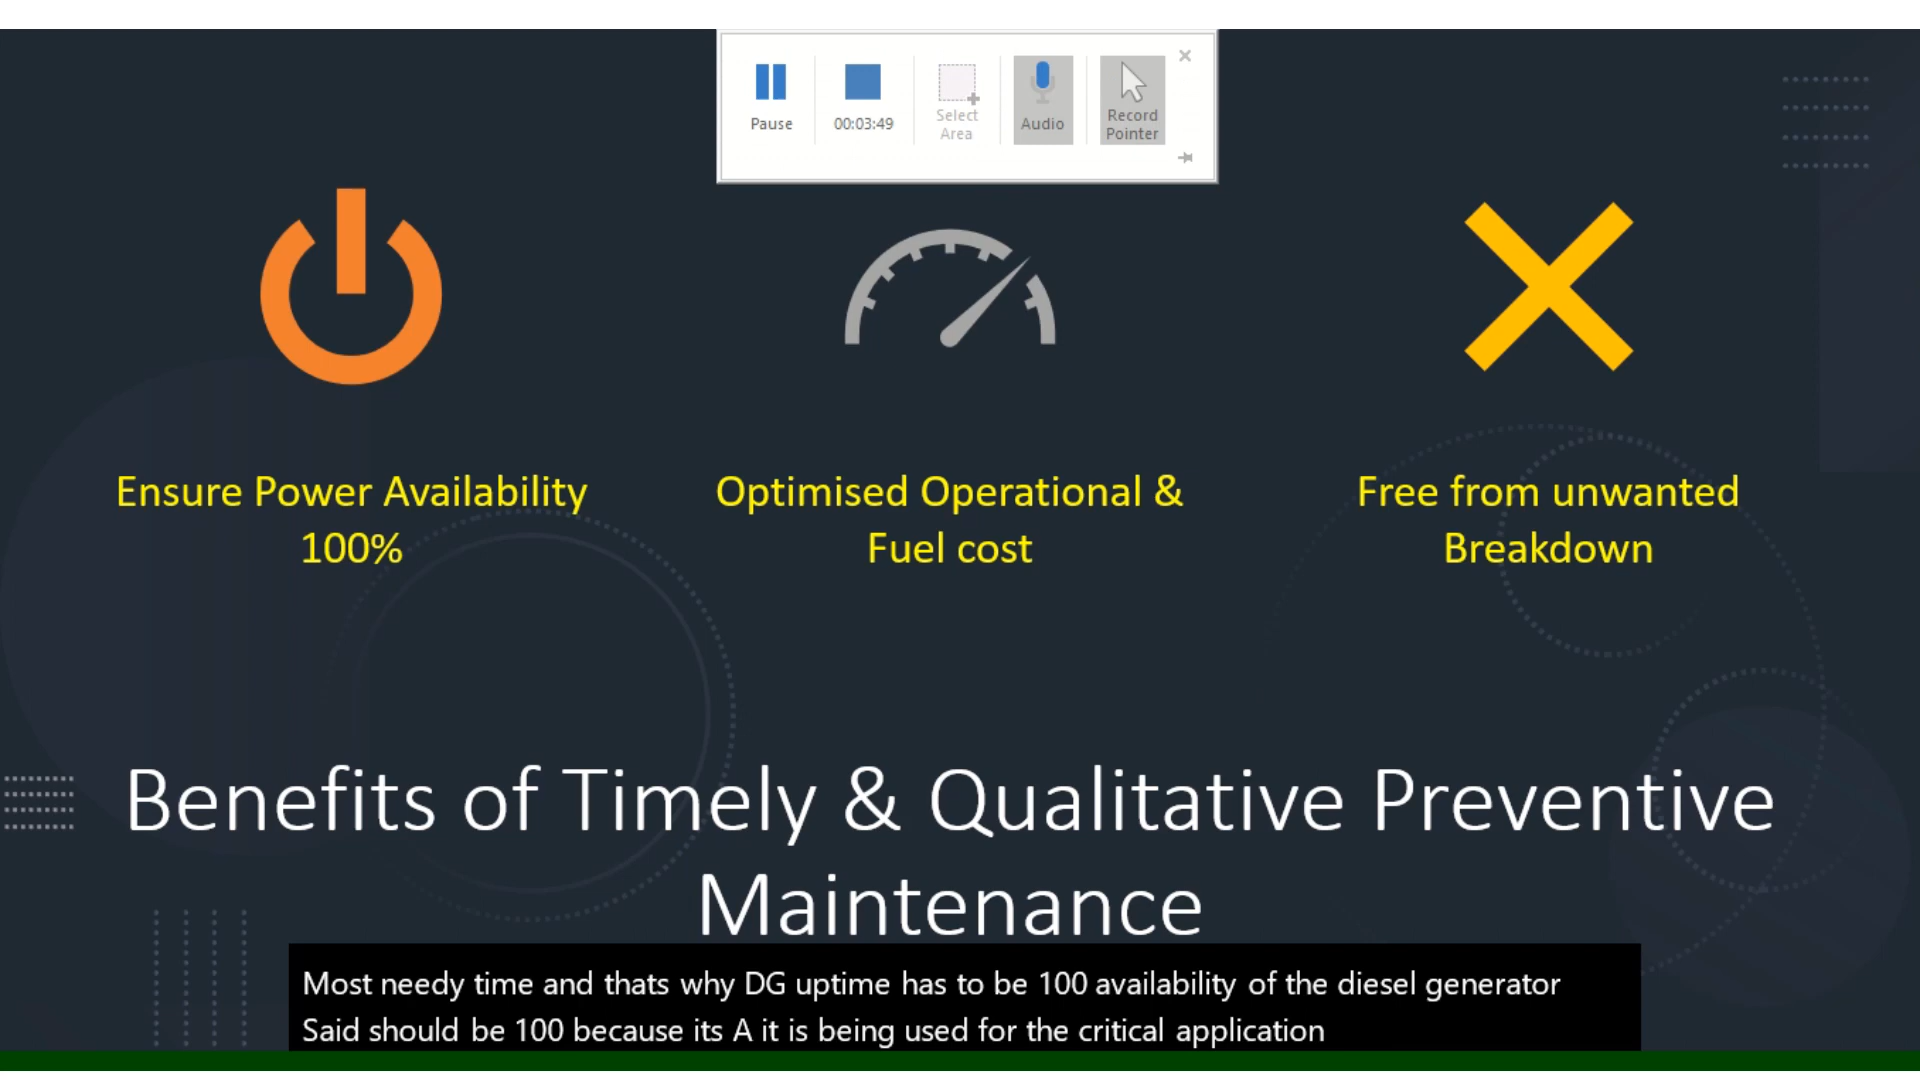 Pause
00:03:49
Select
Area
Audio
Record
Pointer
Ensure Power Availability
100%
Optimised Operational &
Fuel cost
Free from unwanted
Breakdown
Benefits of Timely & Qualitative Preventive
Maintenance
Most needy time and thats why DG uptime has to be 100 availability of the diesel generator
Said should be 100 because its A it is being used for the critical application